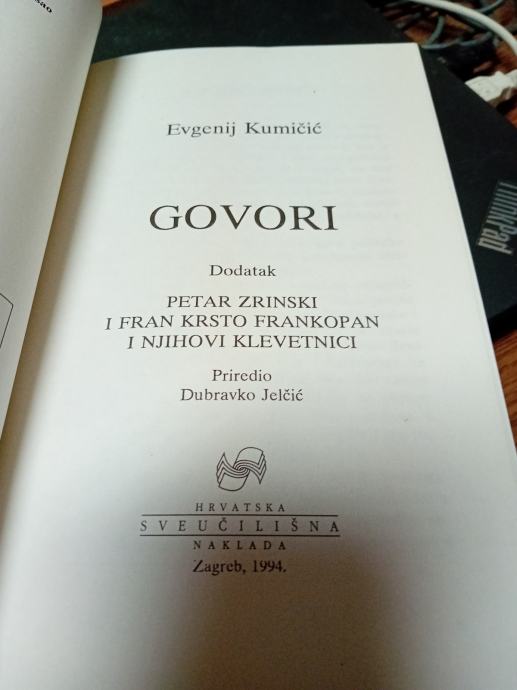 Evgenij Kumičić
GOVORI
Dodatak
PETAR ZRINSKI
I FRAN KRSTO FRANKOPAN
I NJIHOVI KLEVETNICI
Priredio
Dubravko Jelčić
HRVATSKA
SVEUČILIŠNA
NAKLADA
Zagreb, 1994.
ThinkPad